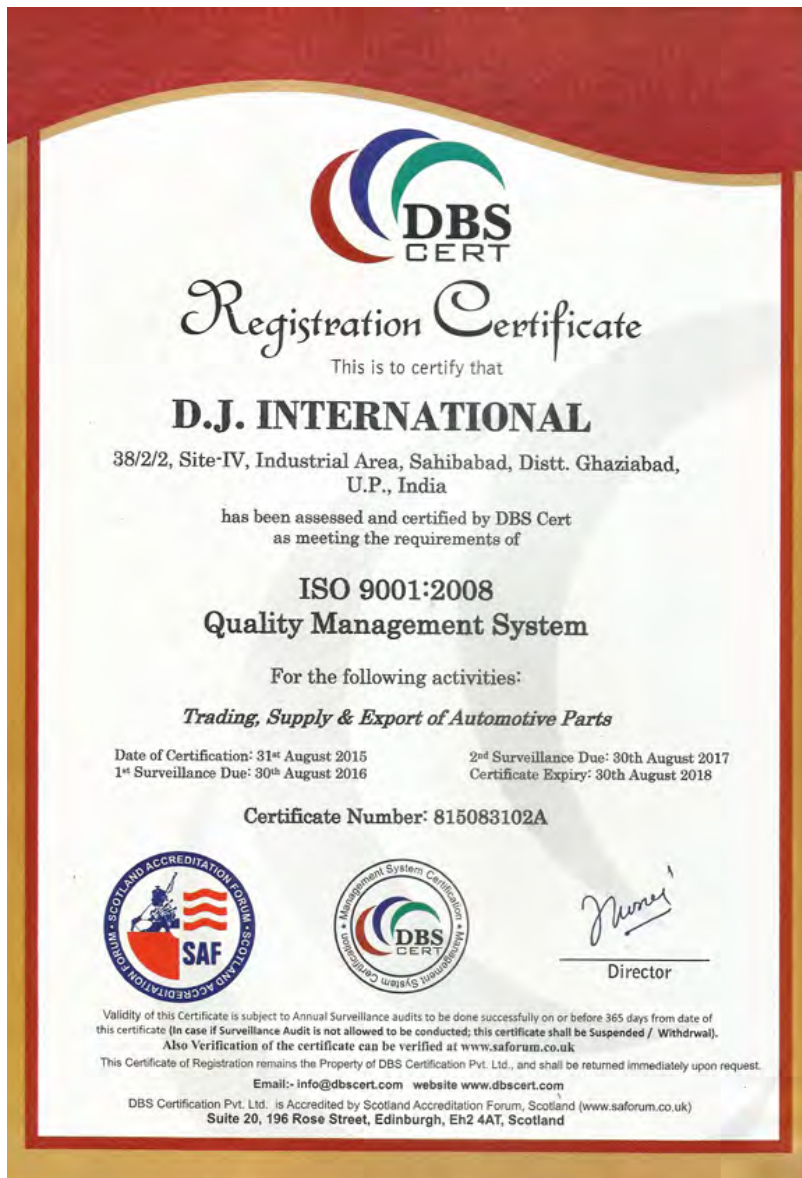 DBS
CERT
Registration Certificate
This is to certify that
D.J. INTERNATIONAL
38/2/2, Site-IV, Industrial Area, Sahibabad, Distt. Ghaziabad,
U.P., India
has been assessed and certified by DBS Cert
as meeting the requirements of
ISO 9001:2008
Quality Management System
For the following activities:
Trading, Supply & Export of Automotive Parts
Date of Certification: 31st August 2015
1st Surveillance Due: 30th August 2016
2nd Surveillance Due: 30th August 2017
Certificate Expiry: 30th August 2018
Certificate Number: 815083102A
SCOTLAND ACCREDITATION FORUM • SCOTLAND ACCREDITATION FORUM •
SAF
Management System Certification • Management System Certification •
DBS
CERT
Director
Validity of this Certificate is subject to Annual Surveillance audits to be done successfully on or before 365 days from date of
this certificate (In case if Surveillance Audit is not allowed to be conducted; this certificate shall be Suspended / Withdrwal).
Also Verification of the certificate can be verified at www.saforum.co.uk
This Certificate of Registration remains the Property of DBS Certification Pvt. Ltd., and shall be returned immediately upon request.
Email:- info@dbscert.com website www.dbscert.com
DBS Certification Pvt. Ltd. is Accredited by Scotland Accreditation Forum, Scotland (www.saforum.co.uk)
Suite 20, 196 Rose Street, Edinburgh, Eh2 4AT, Scotland